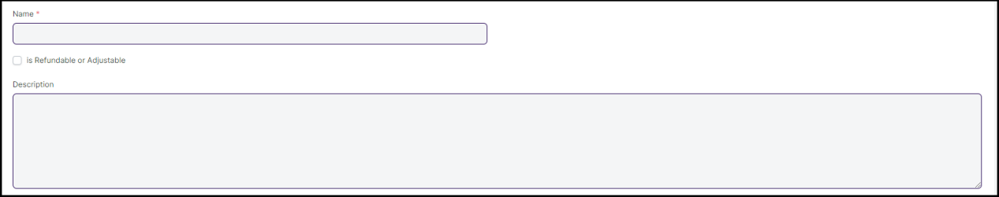 Name *
is Refundable or Adjustable
Description